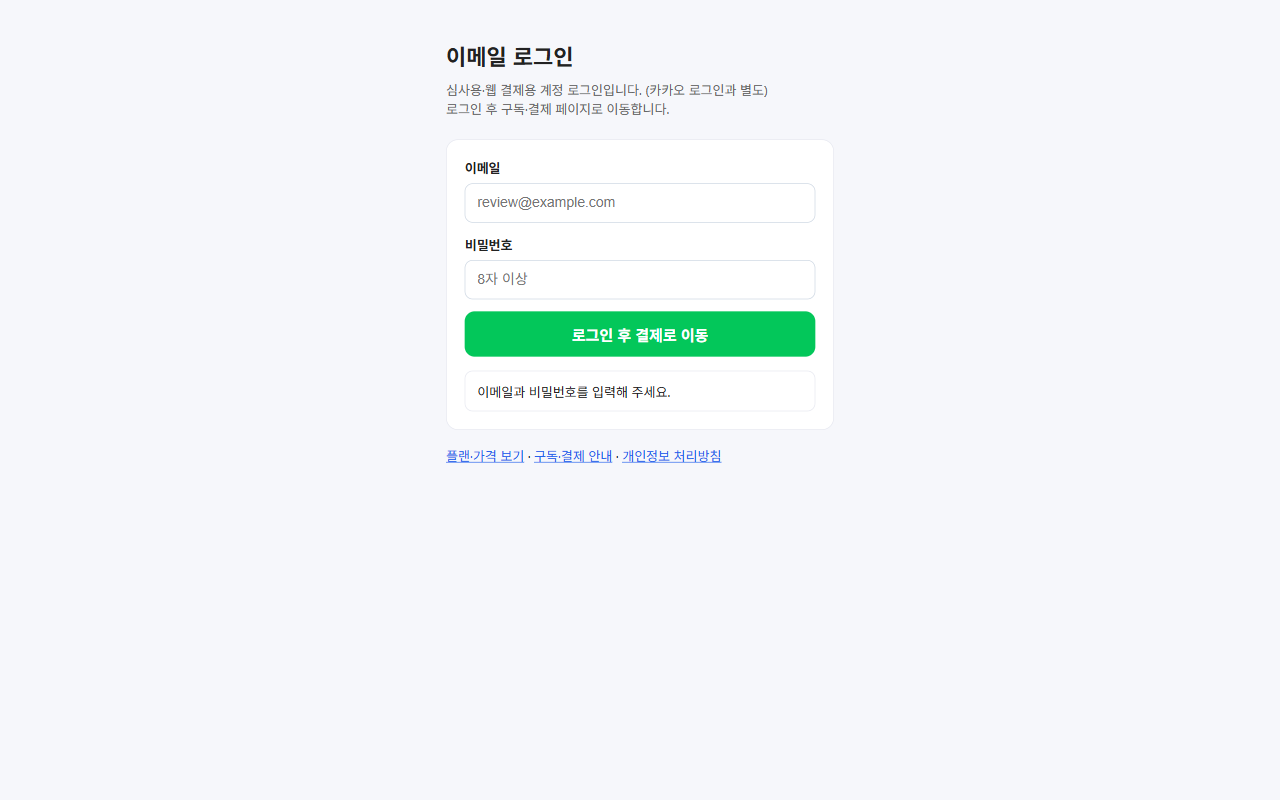 이메일 로그인
심사용·웹 결제용 계정 로그인입니다. (카카오 로그인과 별도)
로그인 후 구독·결제 페이지로 이동합니다.
이메일
review@example.com
비밀번호
8자 이상
로그인 후 결제로 이동
이메일과 비밀번호를 입력해 주세요.
플랜·가격 보기 · 구독·결제 안내 · 개인정보 처리방침